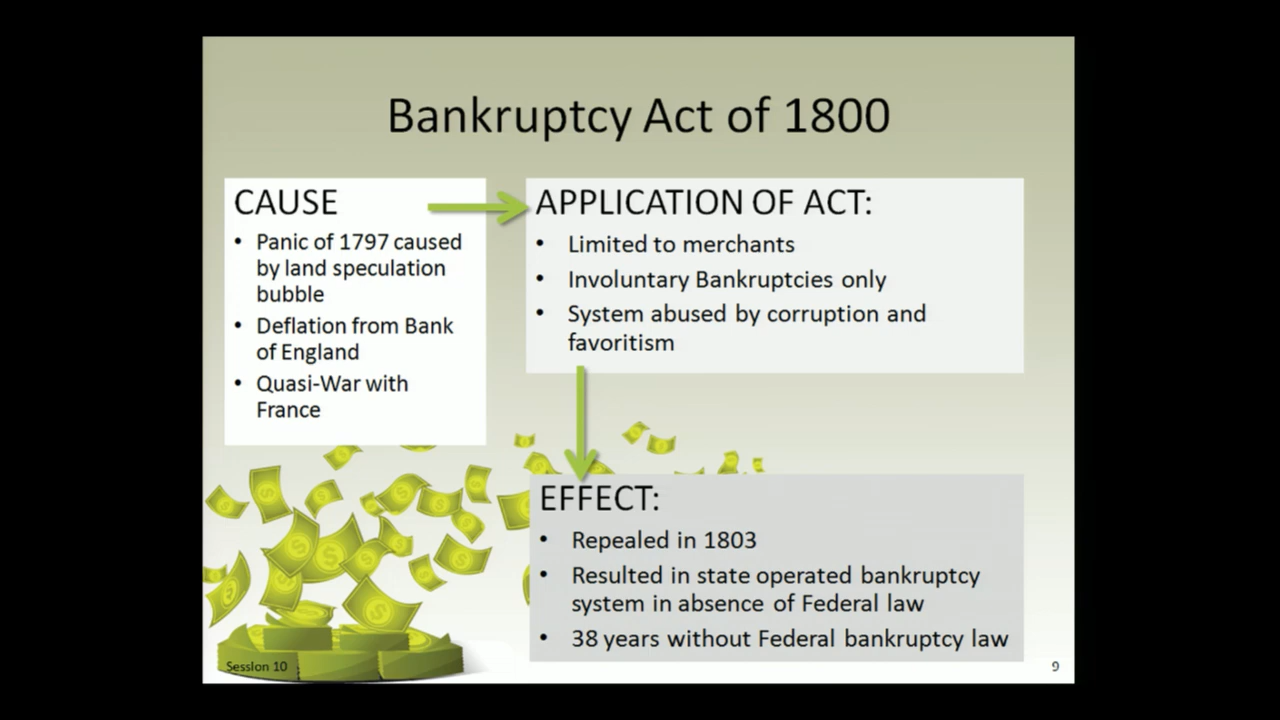 Bankruptcy Act of 1800
CAUSE
• Panic of 1797 caused
by land speculation
bubble
• Deflation from Bank
of England
• Quasi-War with
France
APPLICATION OF ACT:
• Limited to merchants
• Involuntary Bankruptcies only
• System abused by corruption and
favoritism
EFFECT:
• Repealed in 1803
• Resulted in state operated bankruptcy
system in absence of Federal law
• 38 years without Federal bankruptcy law
Session 10
9